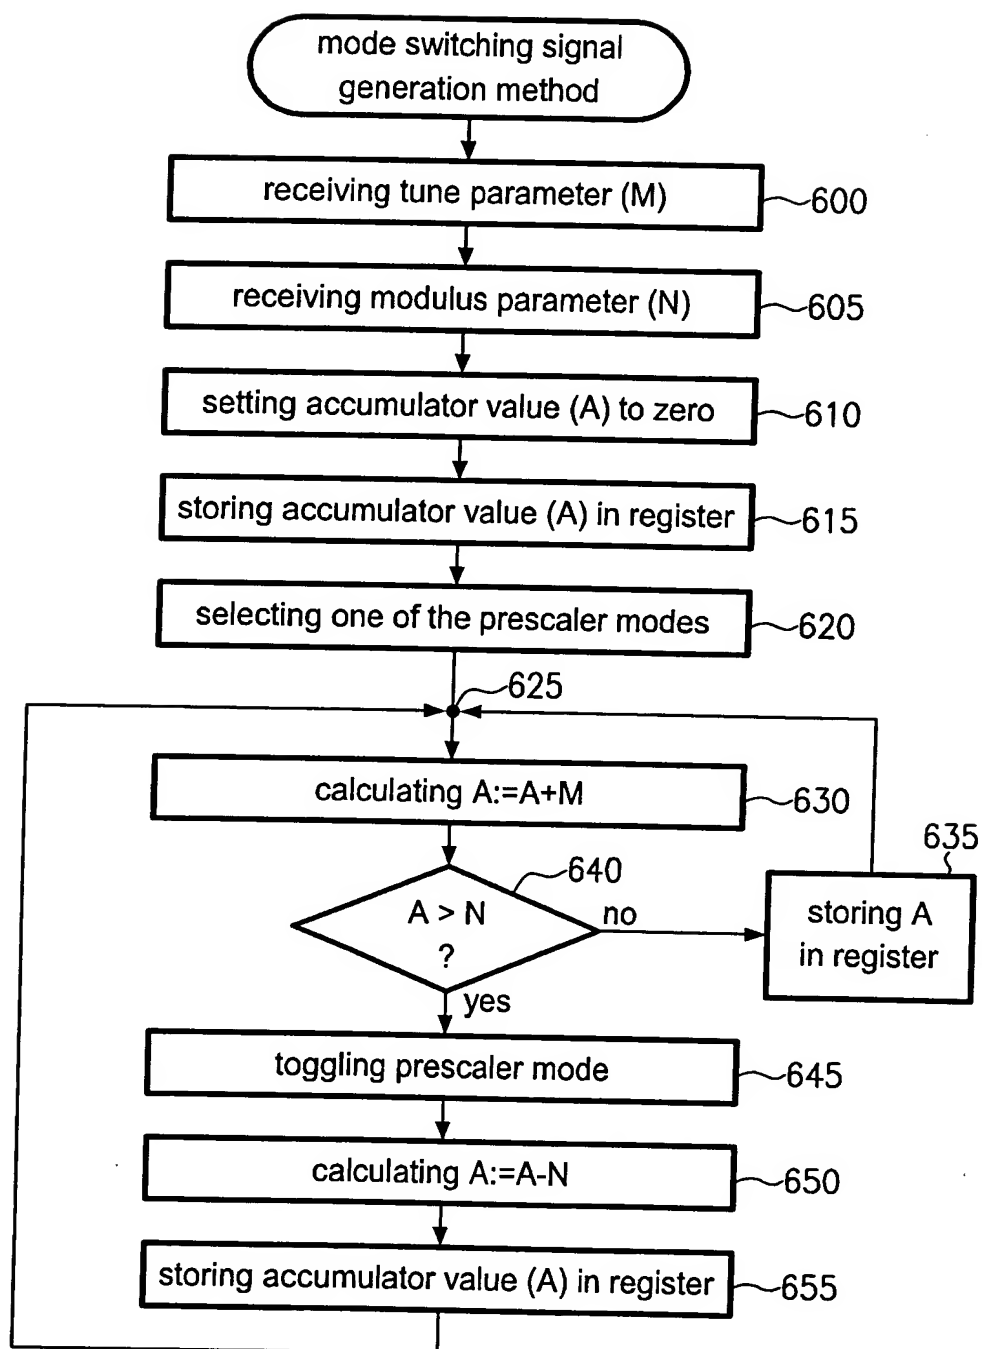 mode switching signal
generation method
receiving tune parameter (M)
600
receiving modulus parameter (N)
605
setting accumulator value (A) to zero
610
storing accumulator value (A) in register
615
selecting one of the prescaler modes
620
625
calculating A:=A+M
630
635
640
A > N
?
no
storing A
in register
yes
toggling prescaler mode
645
calculating A:=A-N
650
storing accumulator value (A) in register
655